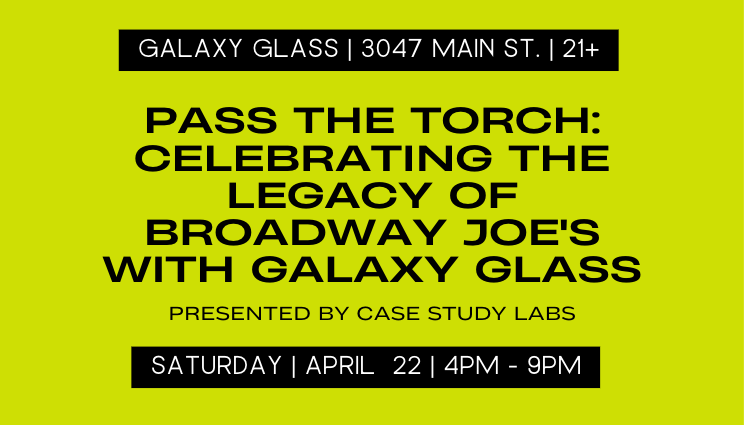 GALAXY GLASS | 3047 MAIN ST. | 21+
PASS THE TORCH:
CELEBRATING THE
LEGACY OF
BROADWAY JOE'S
WITH GALAXY GLASS
PRESENTED BY CASE STUDY LABS
SATURDAY | APRIL  22 | 4PM - 9PM